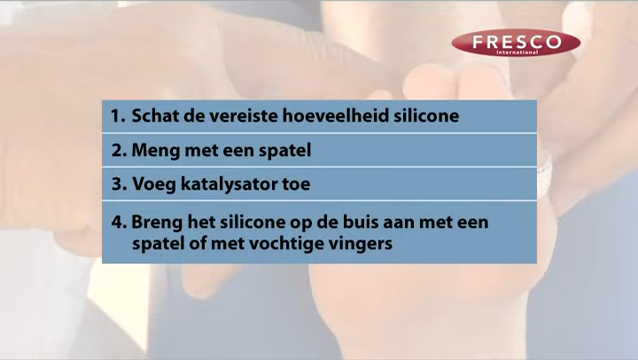 FRESCO
International
1. Schat de vereiste hoeveelheid silicone
2. Meng met een spatel
3. Voeg katalysator toe
4. Breng het silicone op de buis aan met een
spatel of met vochtige vingers